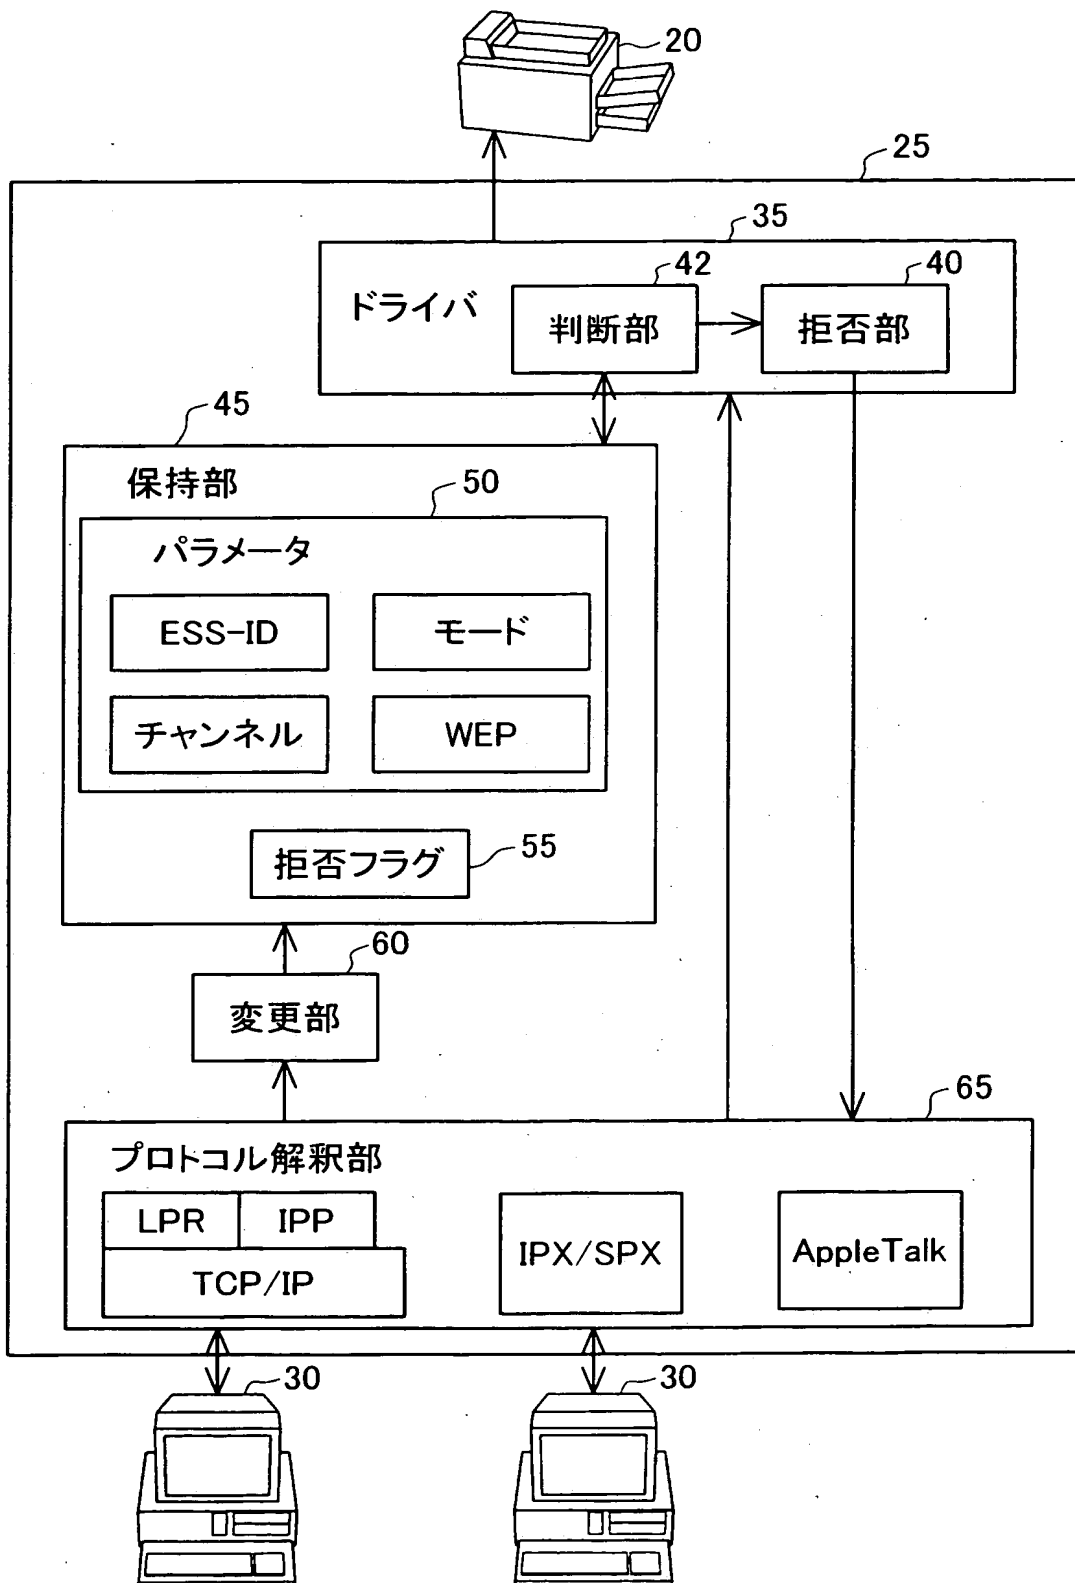 20
25
35
ドライバ
42
判断部
40
拒否部
45
保持部
50
パラメータ
ESS-ID
モード
チャンネル
WEP
拒否フラグ
55
60
変更部
65
プロトコル解釈部
LPR
IPP
TCP/IP
IPX/SPX
AppleTalk
30
30